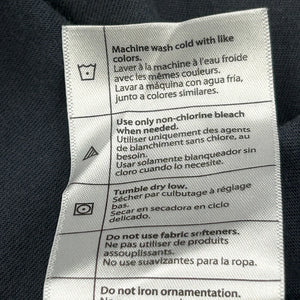 Machine wash cold with like
colors.
Laver à la machine à l'eau froide
avec les mêmes couleurs.
Lavar a máquina con agua fria,
junto a colores similares.
Use only non-chlorine bleach
when needed.
Utiliser uniquement des agents
de blanchiment sans chlore, au
besoin.
Usar solamente blanqueador sin
cloro cuando sea necesario.
Tumble dry low.
Sécher par culbutage à réglage
bas.
Secar en secadora en ciclo
delicado.
Do not use fabric softeners.
Ne pas utiliser de produits
assouplissants.
No use suavizantes para la ropa.
Do not iron ornamentation.